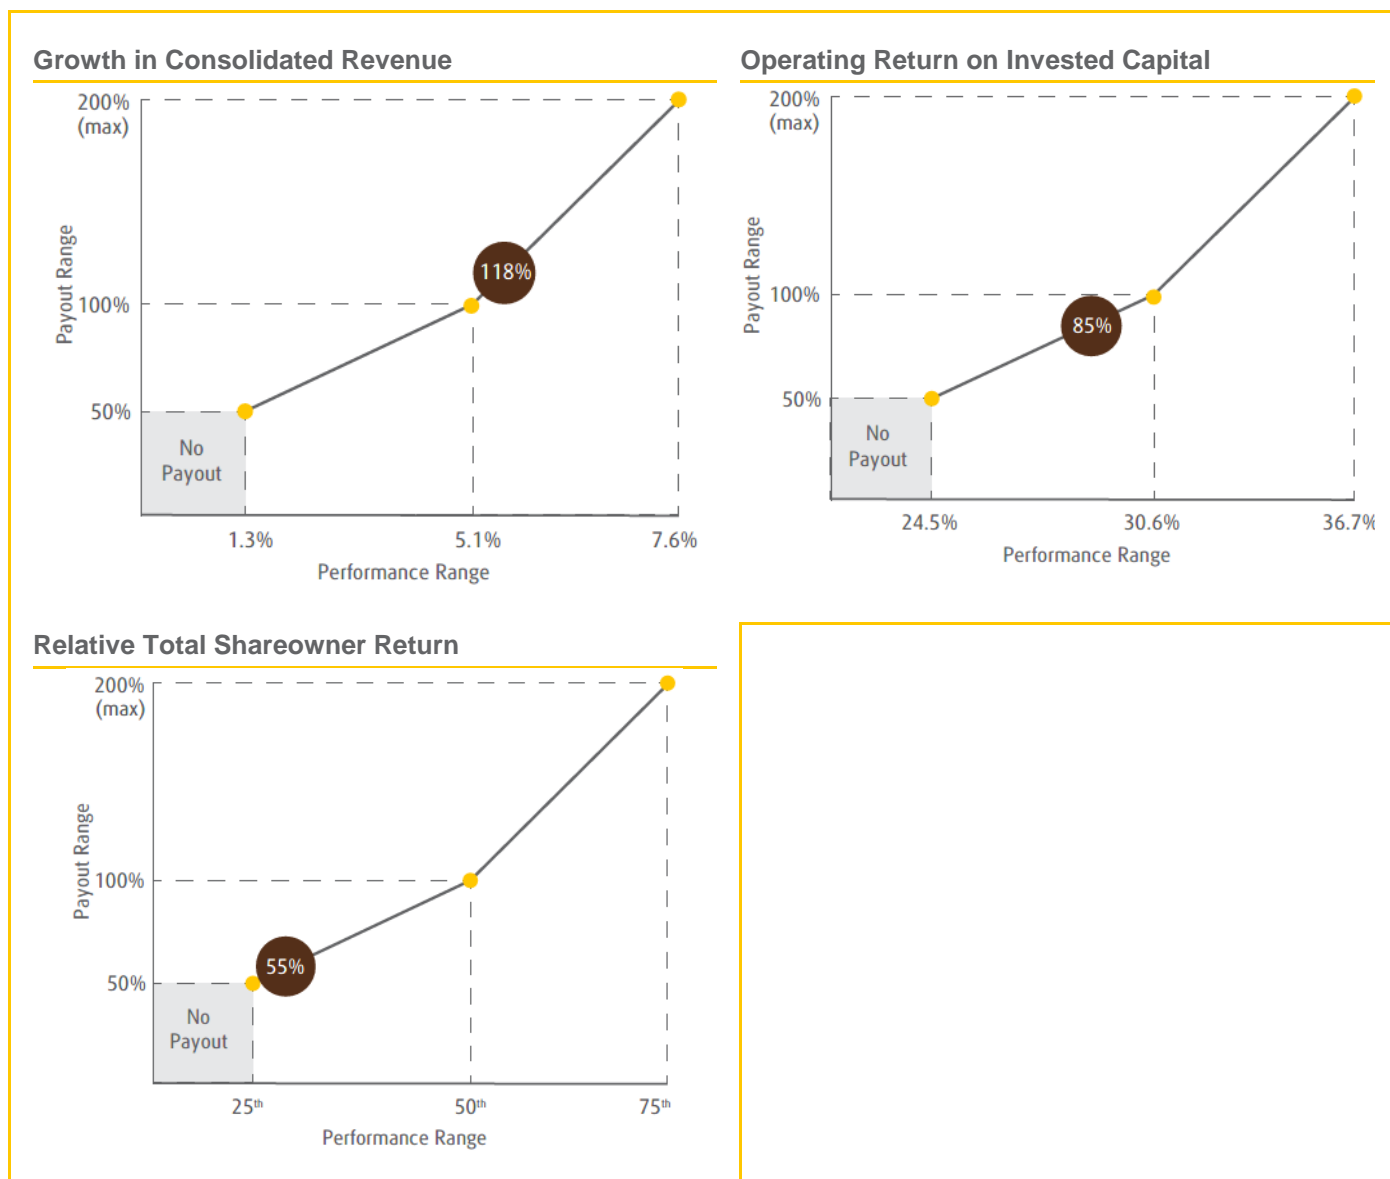 Growth in Consolidated Revenue
200%
(max)
Payout Range
118%
100%
50%
No
Payout
1.3%
5.1%
7.6%
Performance Range
Operating Return on Invested Capital
200%
(max)
Payout Range
100%
85%
50%
No
Payout
24.5%
30.6%
36.7%
Performance Range
Relative Total Shareowner Return
200%
(max)
Payout Range
100%
55%
50%
No
Payout
25th
50th
75th
Performance Range